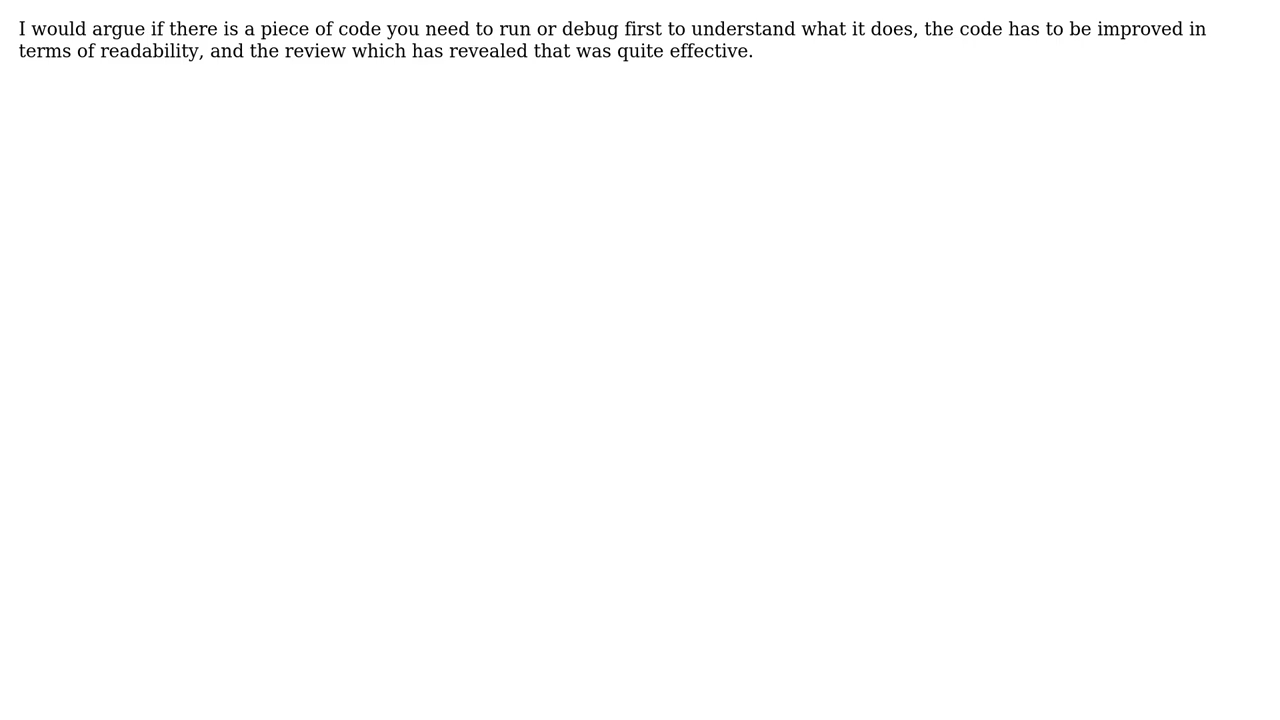 I would argue if there is a piece of code you need to run or debug first to understand what it does, the code has to be improved in
terms of readability, and the review which has revealed that was quite effective.